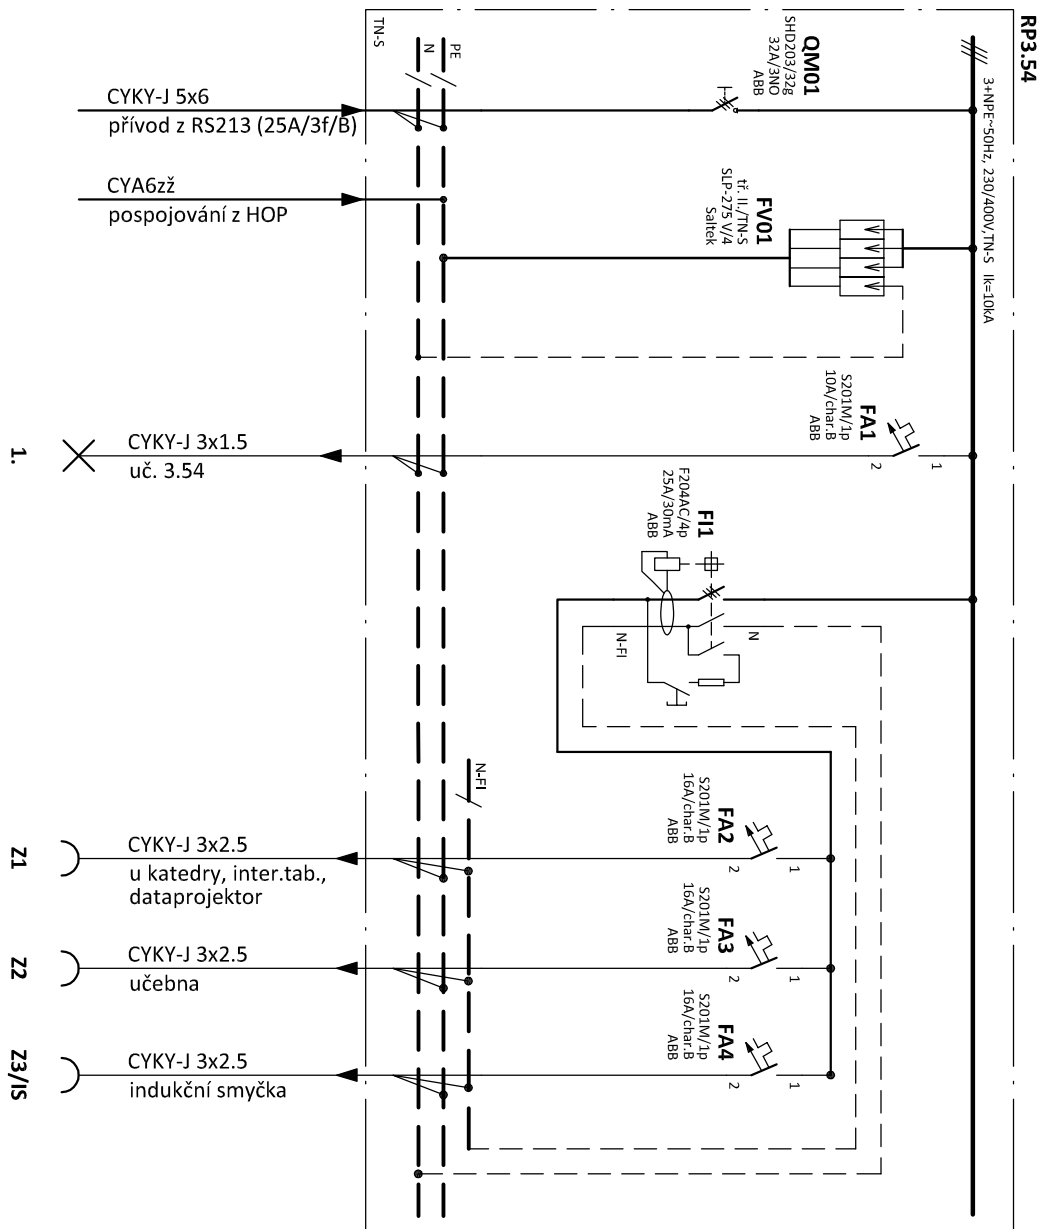 RP3.54
3+NPE~50Hz, 230/400V,TN-S Ik=10kA
TN-S
N
PE
QM01
SHD203/32g
32A/3NO
ABB
CYKY-J 5x6
přívod z RS213 (25A/3f/B)
CYA6zž
pospojování z HOP
FV01
tř. II./TN-S
SLP-275 V/4
Saltek
FA1
S201M/1p
10A/char.B
ABB
1
2
1.
CYKY-J 3x1.5
uč. 3.54
FI1
F204AC/4p
25A/30mA
ABB
N
N-FI
N-FI
FA2
S201M/1p
16A/char.B
ABB
1
2
Z1
CYKY-J 3x2.5
u katedry, inter.tab.,
dataprojektor
FA3
S201M/1p
16A/char.B
ABB
1
2
Z2
CYKY-J 3x2.5
učebna
FA4
S201M/1p
16A/char.B
ABB
1
2
Z3/IS
CYKY-J 3x2.5
indukční smyčka